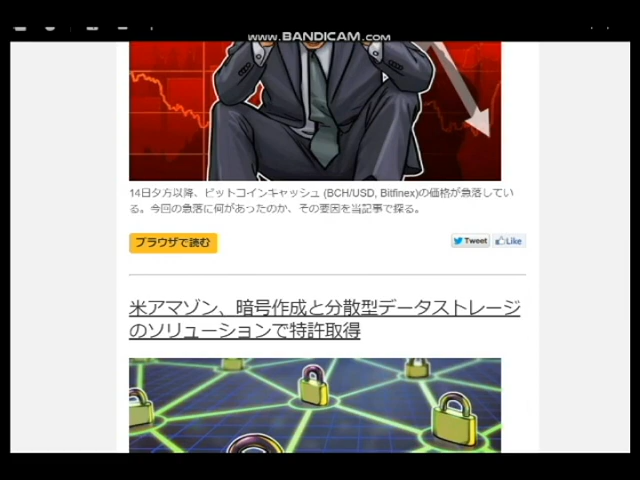 WWW.BANDICAM.COM
14日夕方以降、ビットコインキャッシュ (BCH/USD, Bitfinex)の価格が急落してい
る。今回の急落に何があったのか、その要因を当記事で探る。
ブラウザで読む
Tweet
Like
米アマゾン、暗号作成と分散型データストレージ
のソリューションで特許取得